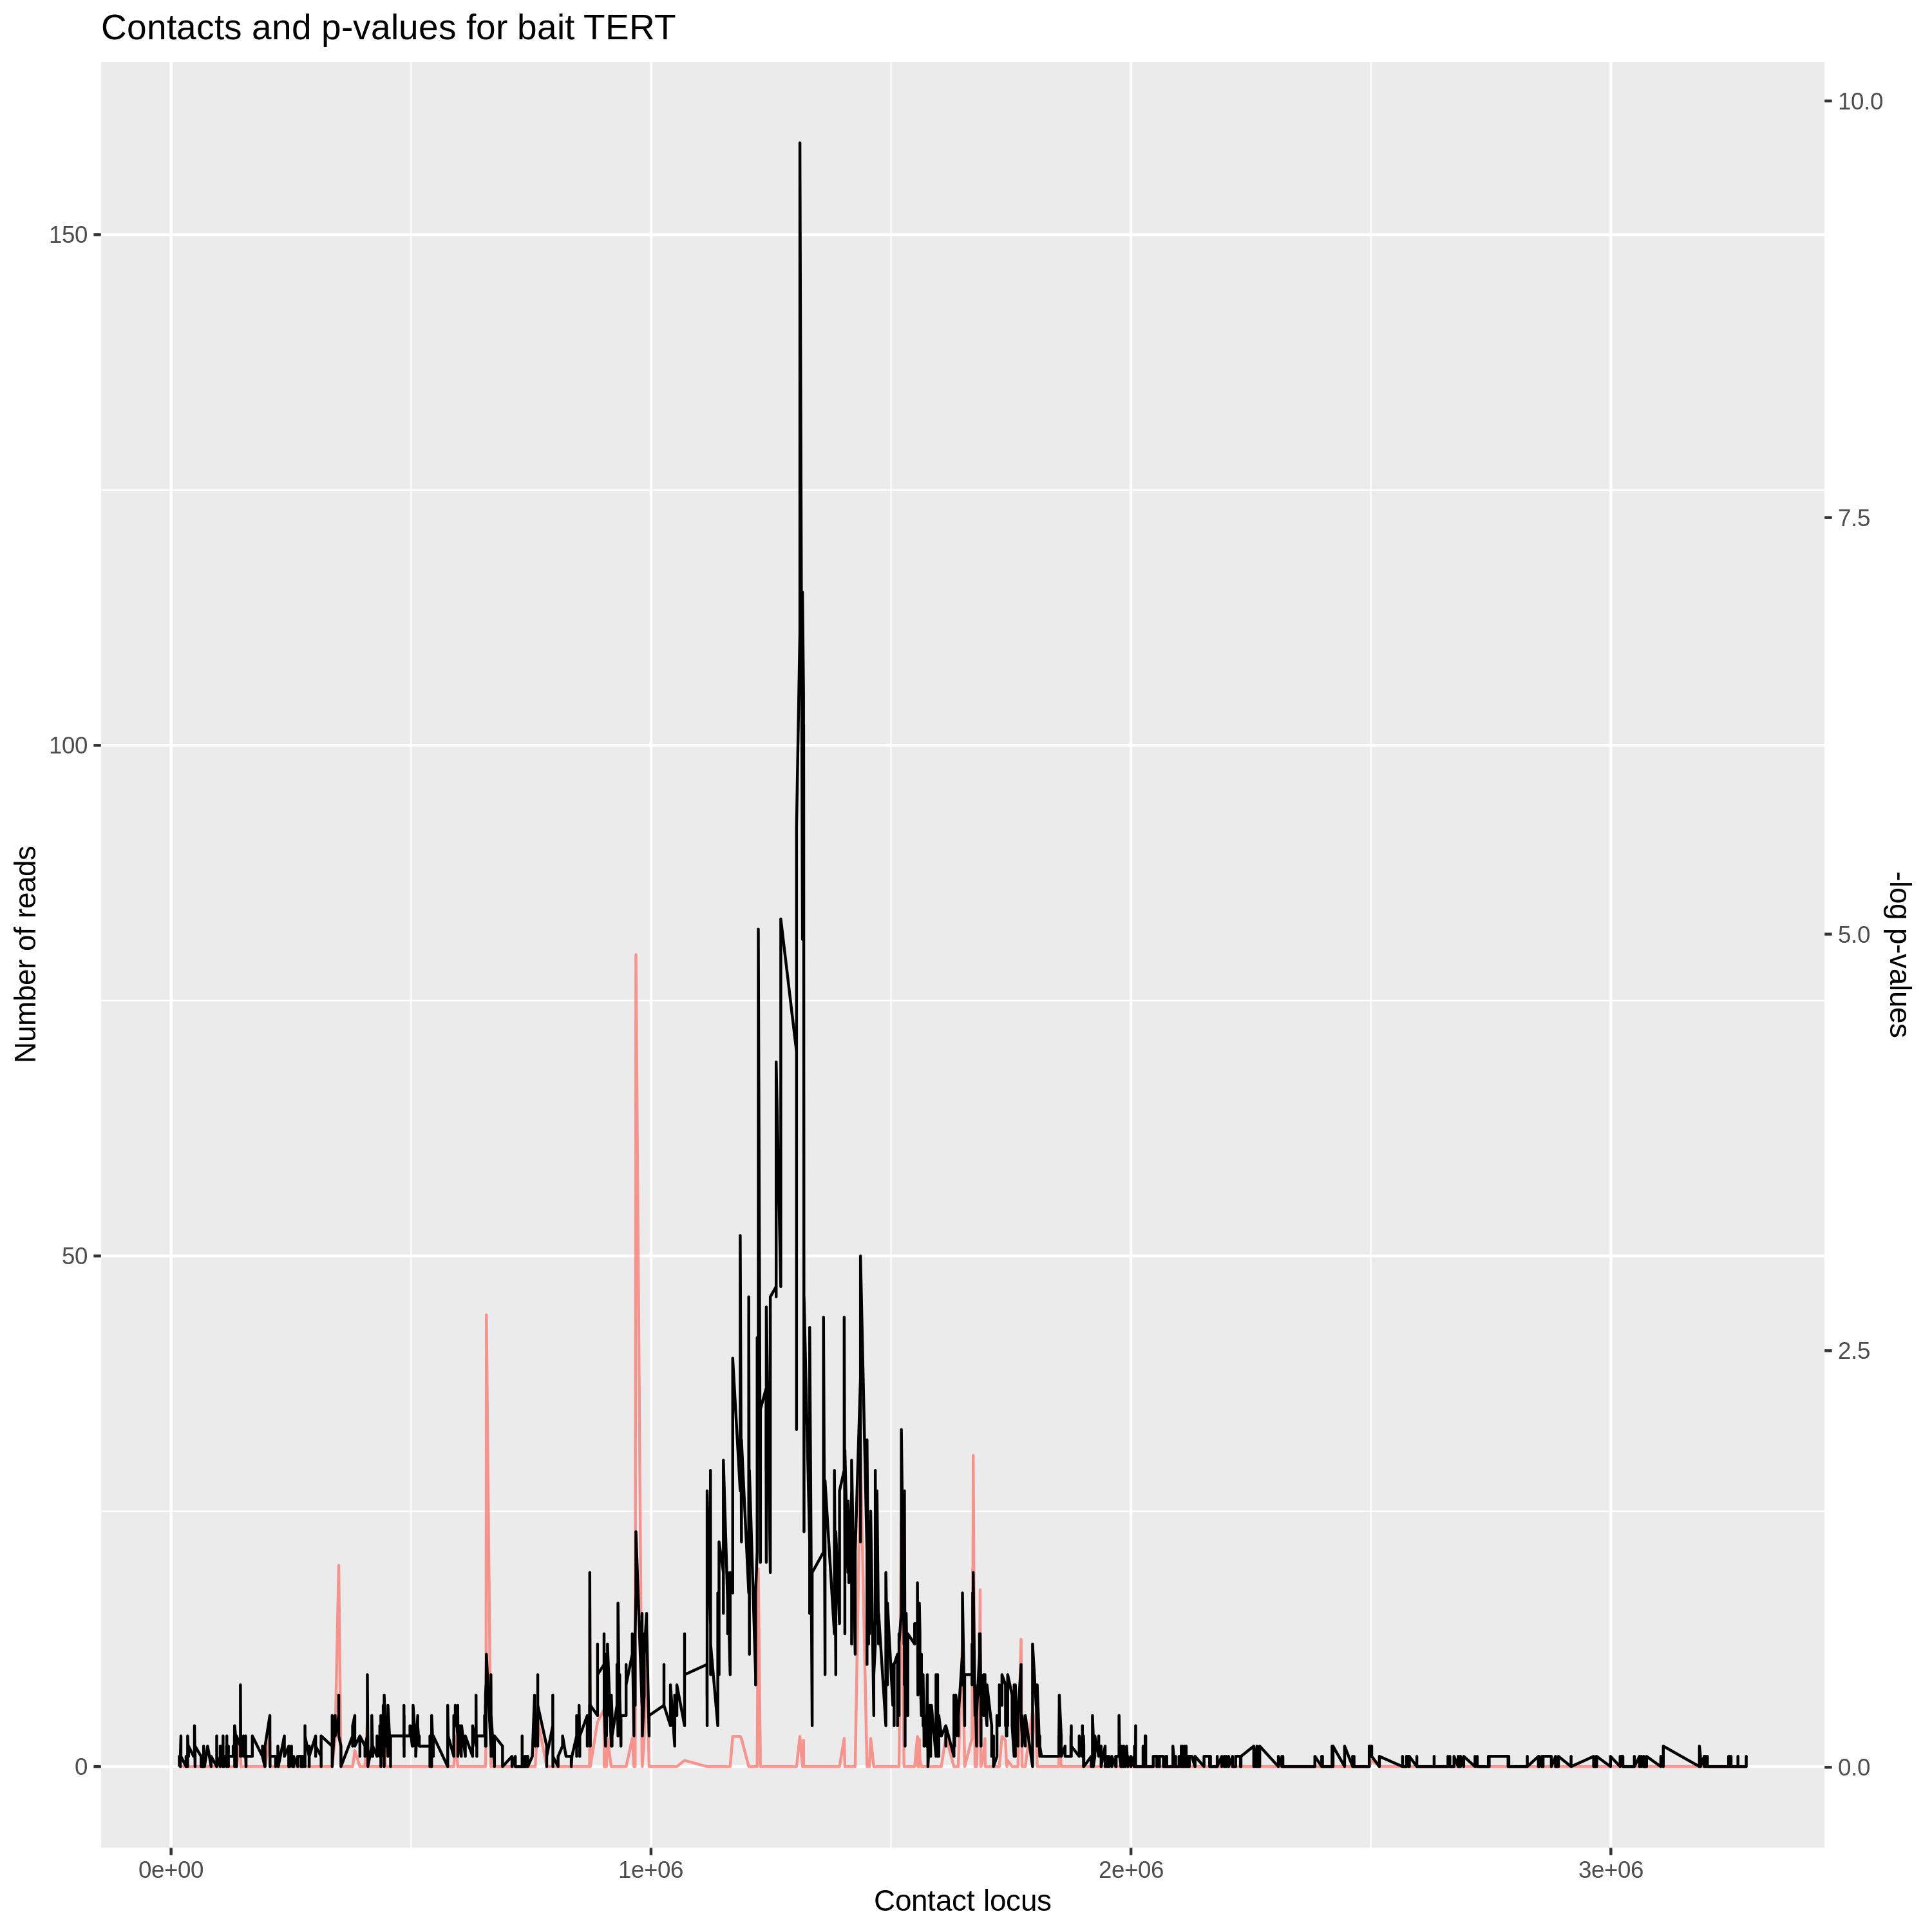 Contacts and p-values for bait TERT
Number of reads
150
100
50
0
10.0
7.5
5.0
2.5
0.0
-log p-values
0e+00 1e+06 2e+06 3e+06
Contact locus